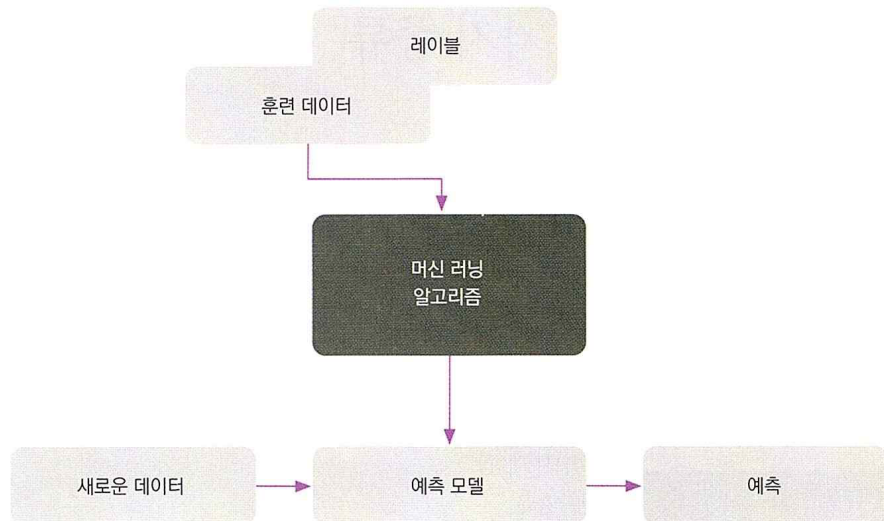 레이블
훈련 데이터
머신 러닝
알고리즘
새로운 데이터
예측 모델
예측